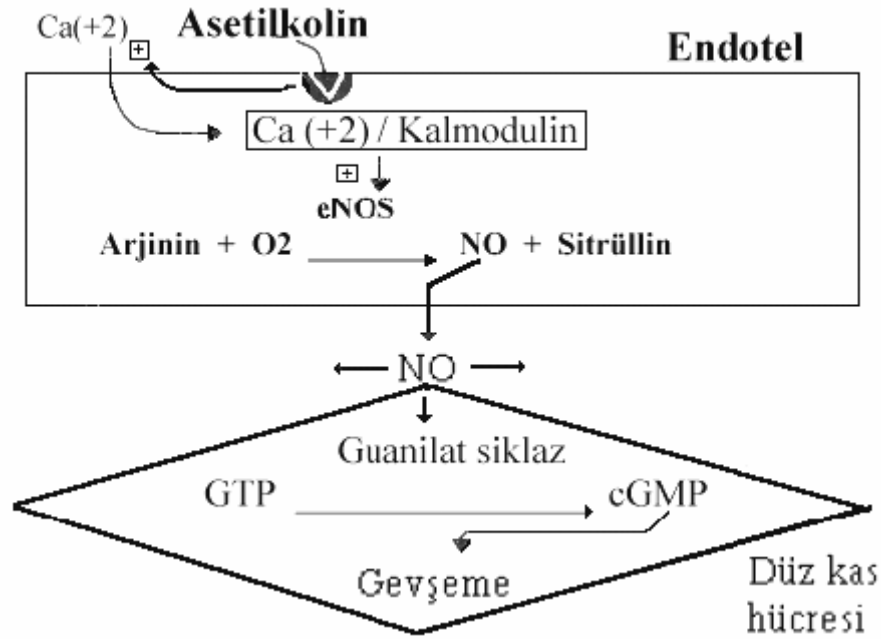 Ca(+2)
Asetilkolin
Endotel
+
Ca (+2) / Kalmodulin
+
eNOS
Arjinin + O2
NO + Sitrüllin
NO
Guanilat siklaz
GTP
cGMP
Gevşeme
Düz kas
hücresi